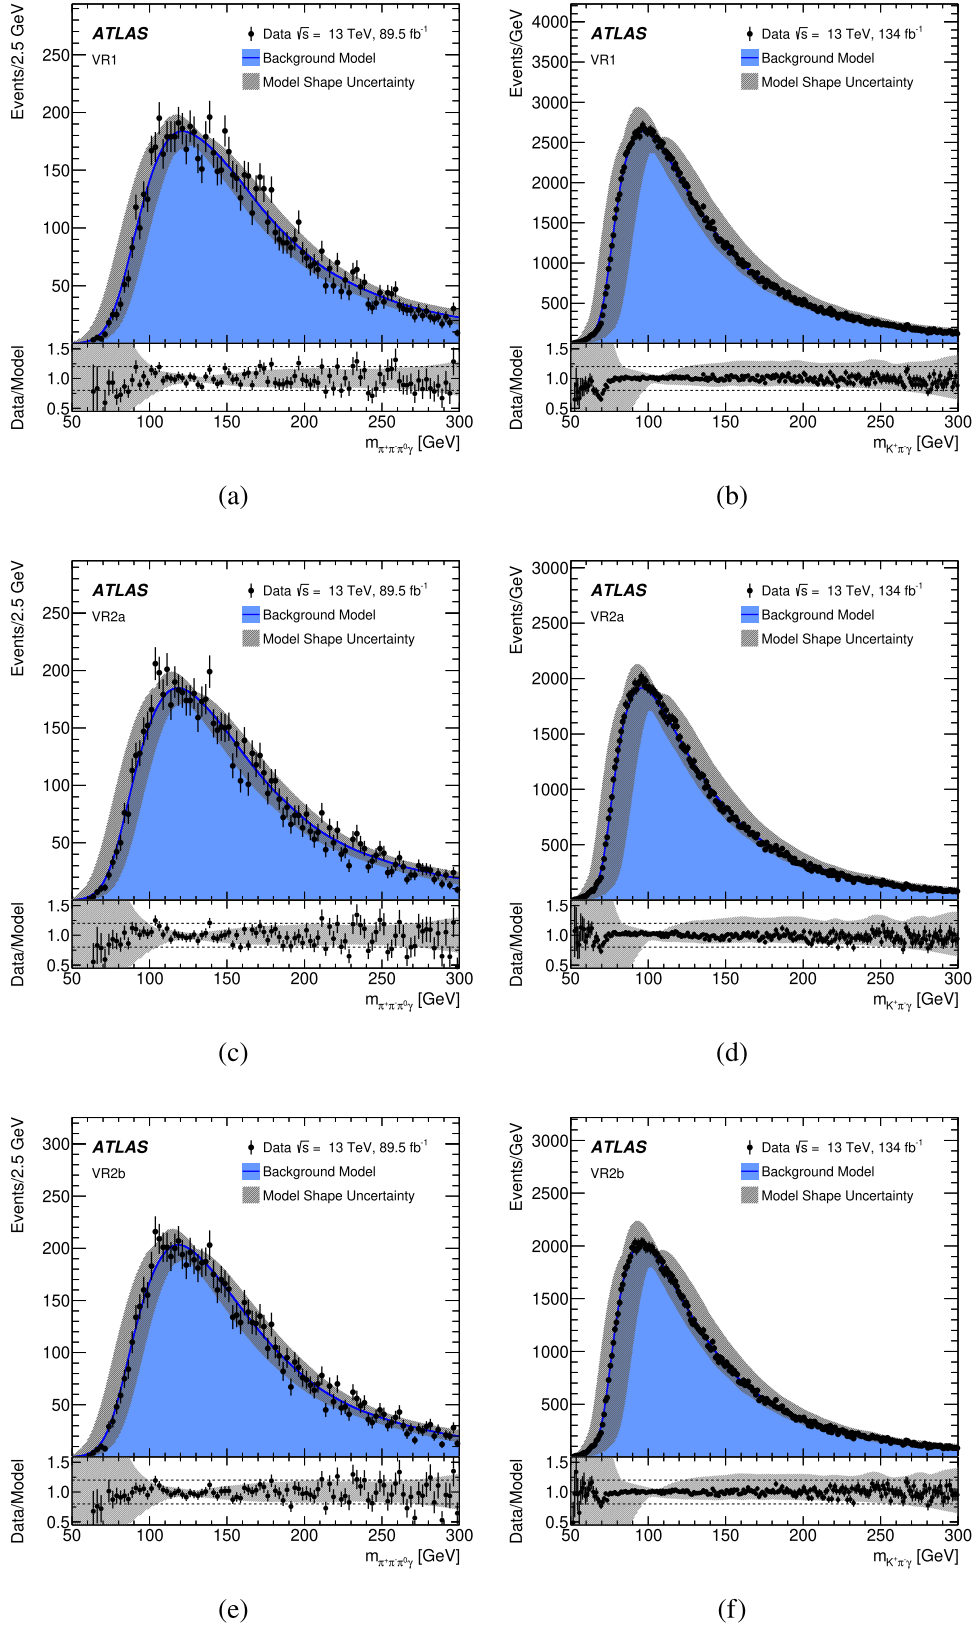 ATLAS
VR1
Data √s = 13 TeV, 89.5 fb⁻¹
Background Model
Model Shape Uncertainty
Events/2.5 GeV
250
200
150
100
50
Data/Model
1.5
1.0
0.5
50 100 150 200 250 300
m_π⁺π⁻π⁰γ [GeV]
(a)
ATLAS
VR1
Data √s = 13 TeV, 134 fb⁻¹
Background Model
Model Shape Uncertainty
Events/GeV
4000
3500
3000
2500
2000
1500
1000
500
Data/Model
1.5
1.0
0.5
50 100 150 200 250 300
m_K⁺π⁻γ [GeV]
(b)
ATLAS
VR2a
Data √s = 13 TeV, 89.5 fb⁻¹
Background Model
Model Shape Uncertainty
Events/2.5 GeV
250
200
150
100
50
Data/Model
1.5
1.0
0.5
50 100 150 200 250 300
m_π⁺π⁻π⁰γ [GeV]
(c)
ATLAS
VR2a
Data √s = 13 TeV, 134 fb⁻¹
Background Model
Model Shape Uncertainty
Events/GeV
3000
2500
2000
1500
1000
500
Data/Model
1.5
1.0
0.5
50 100 150 200 250 300
m_K⁺π⁻γ [GeV]
(d)
ATLAS
VR2b
Data √s = 13 TeV, 89.5 fb⁻¹
Background Model
Model Shape Uncertainty
Events/2.5 GeV
300
250
200
150
100
50
Data/Model
1.5
1.0
0.5
50 100 150 200 250 300
m_π⁺π⁻π⁰γ [GeV]
(e)
ATLAS
VR2b
Data √s = 13 TeV, 134 fb⁻¹
Background Model
Model Shape Uncertainty
Events/GeV
3000
2500
2000
1500
1000
500
Data/Model
1.5
1.0
0.5
50 100 150 200 250 300
m_K⁺π⁻γ [GeV]
(f)